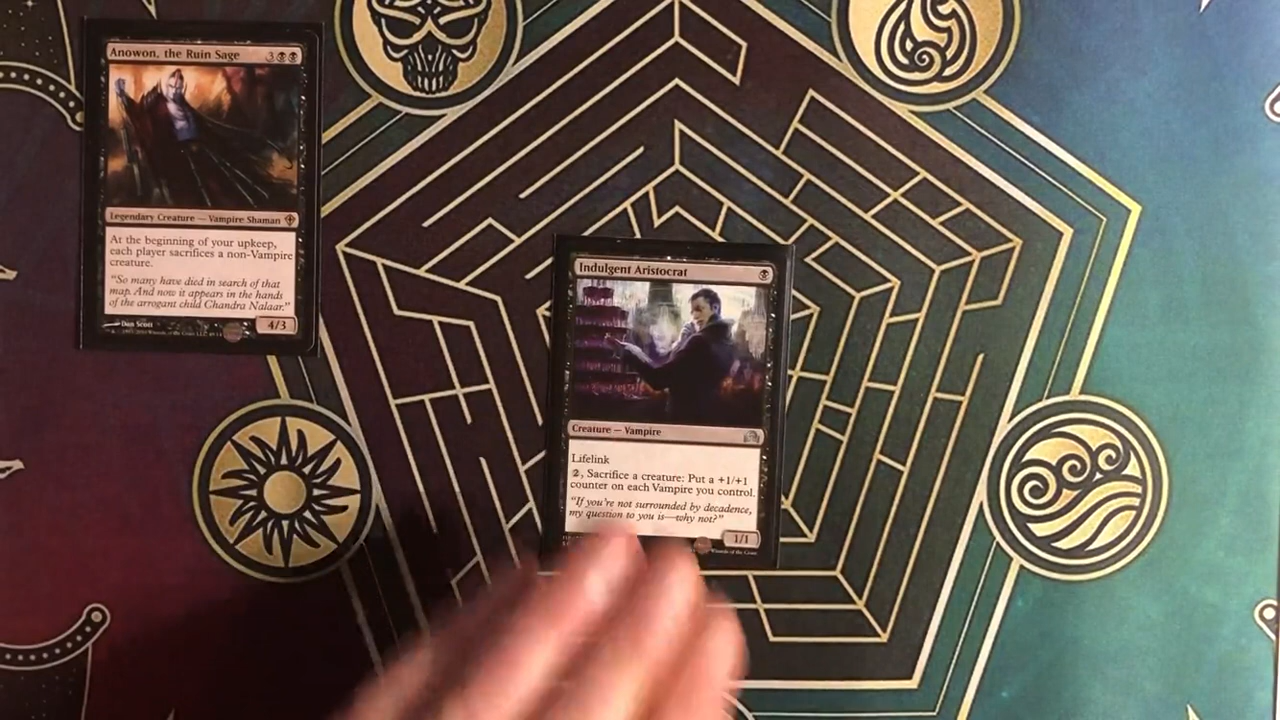 Anowon, the Ruin Sage 3
Legendary Creature — Vampire Shaman
At the beginning of your upkeep,
each player sacrifices a non-Vampire
creature.
"So many have died in search of that
map. And now it appears in the hands
of the arrogant child Chandra Nalaar."
Dan Scott
4/3
Indulgent Aristocrat
Creature — Vampire
Lifelink
2, Sacrifice a creature: Put a +1/+1
counter on each Vampire you control.
"If you're not surrounded by decadence,
my question to you is—why not?"
1/1